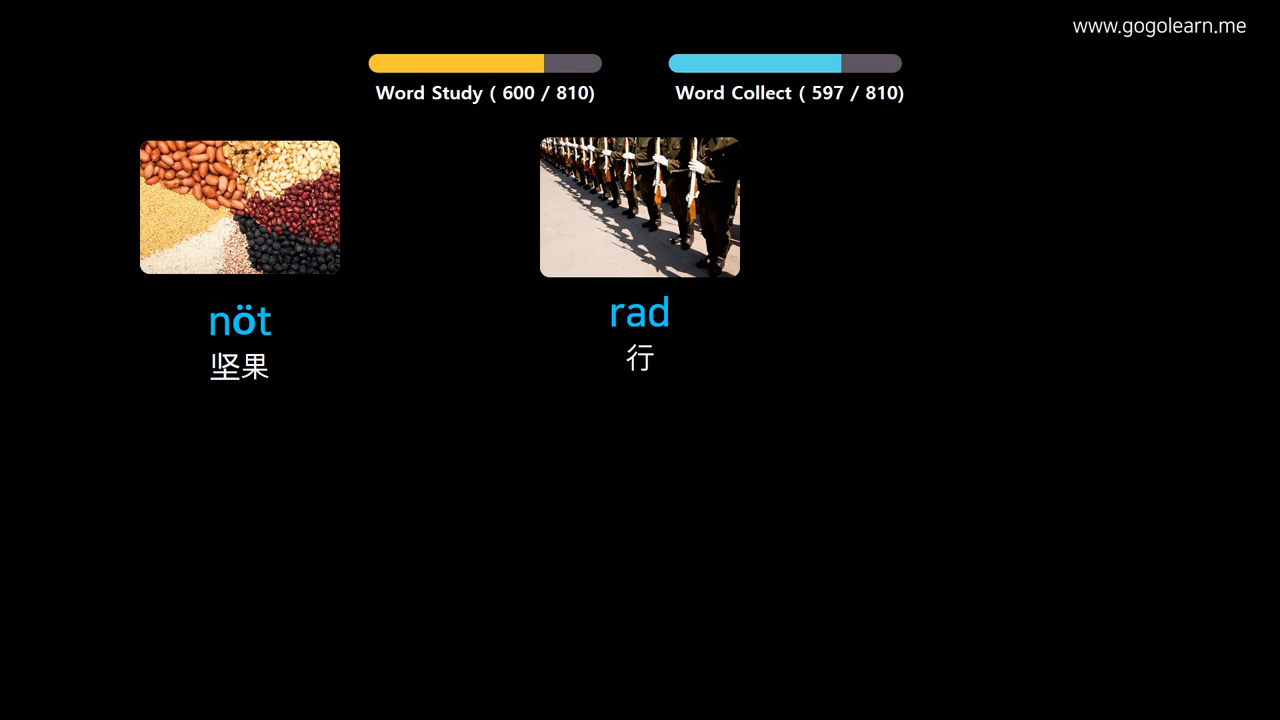 www.gogolearn.me
Word Study ( 600 / 810)
Word Collect ( 597 / 810)
nöt
坚果
rad
行